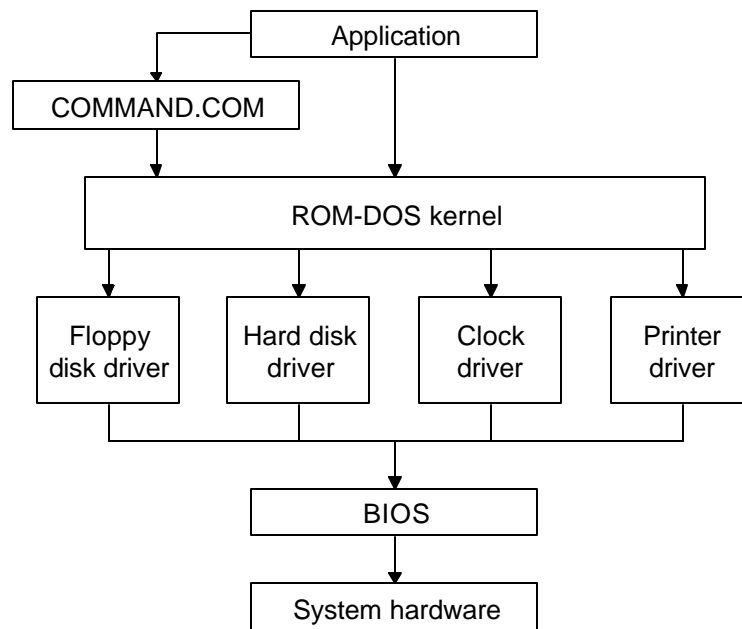 Application
COMMAND.COM
ROM-DOS kernel
Floppy
disk driver
Hard disk
driver
Clock
driver
Printer
driver
BIOS
System hardware